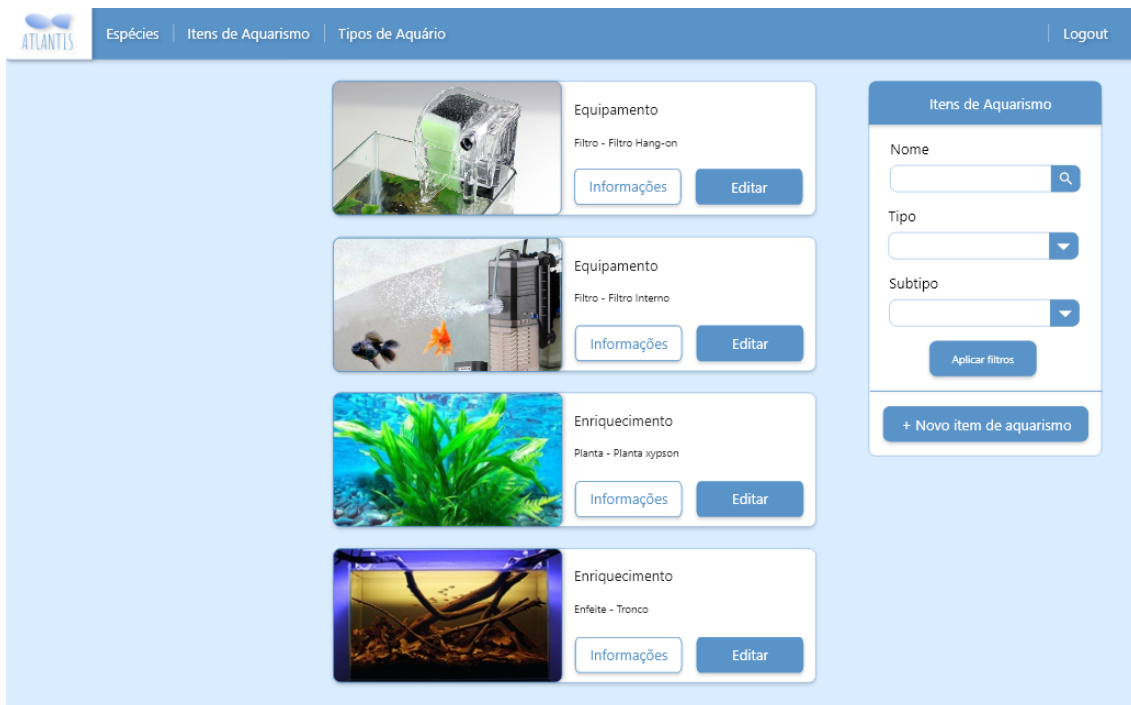 ATLANTIS
Espécies
Itens de Aquarismo
Tipos de Aquário
Logout
Equipamento
Filtro - Filtro Hang-on
Informações
Editar
Equipamento
Filtro - Filtro Interno
Informações
Editar
Enriquecimento
Planta - Planta xypson
Informações
Editar
Enriquecimento
Enfeite - Tronco
Informações
Editar
Itens de Aquarismo
Nome
Tipo
Subtipo
Aplicar filtros
+ Novo item de aquarismo